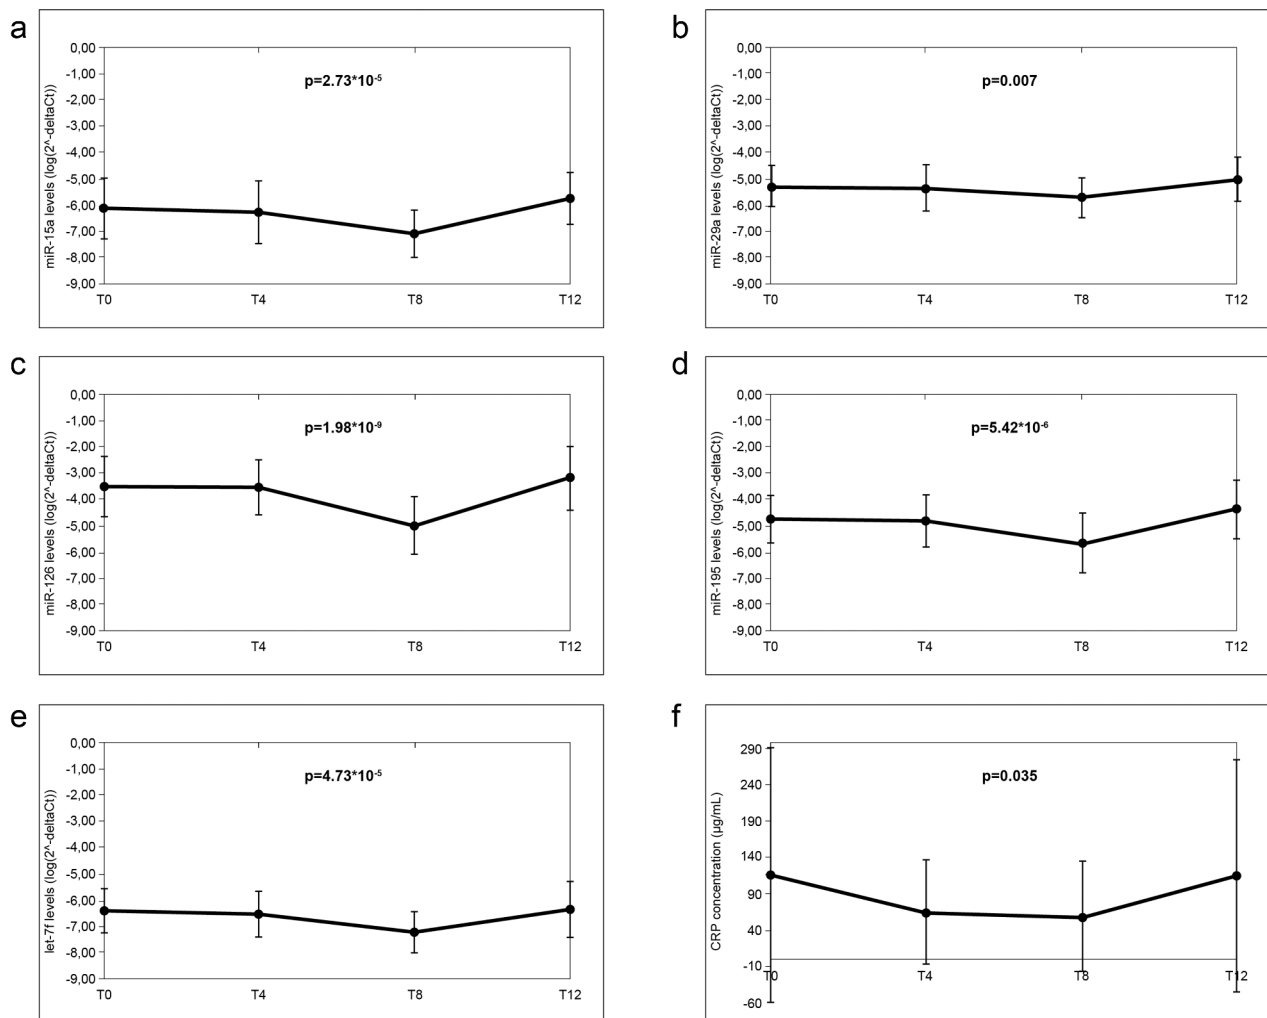 a
miR-15a levels (log(2^-deltaCt))
p=2.73*10-5
0,00
-1,00
-2,00
-3,00
-4,00
-5,00
-6,00
-7,00
-8,00
-9,00
T0 T4 T8 T12
b
miR-29a levels (log(2^-deltaCt))
p=0.007
0,00
-1,00
-2,00
-3,00
-4,00
-5,00
-6,00
-7,00
-8,00
-9,00
T0 T4 T8 T12
c
miR-126 levels (log(2^-deltaCt))
p=1.98*10-9
0,00
-1,00
-2,00
-3,00
-4,00
-5,00
-6,00
-7,00
-8,00
-9,00
T0 T4 T8 T12
d
miR-195 levels (log(2^-deltaCt))
p=5.42*10-6
0,00
-1,00
-2,00
-3,00
-4,00
-5,00
-6,00
-7,00
-8,00
-9,00
T0 T4 T8 T12
e
let-7f levels (log(2^-deltaCt))
p=4.73*10-5
0,00
-1,00
-2,00
-3,00
-4,00
-5,00
-6,00
-7,00
-8,00
-9,00
T0 T4 T8 T12
f
CRP concentration (µg/mL)
p=0.035
290
240
190
140
90
40
-10
-60
T0 T4 T8 T12